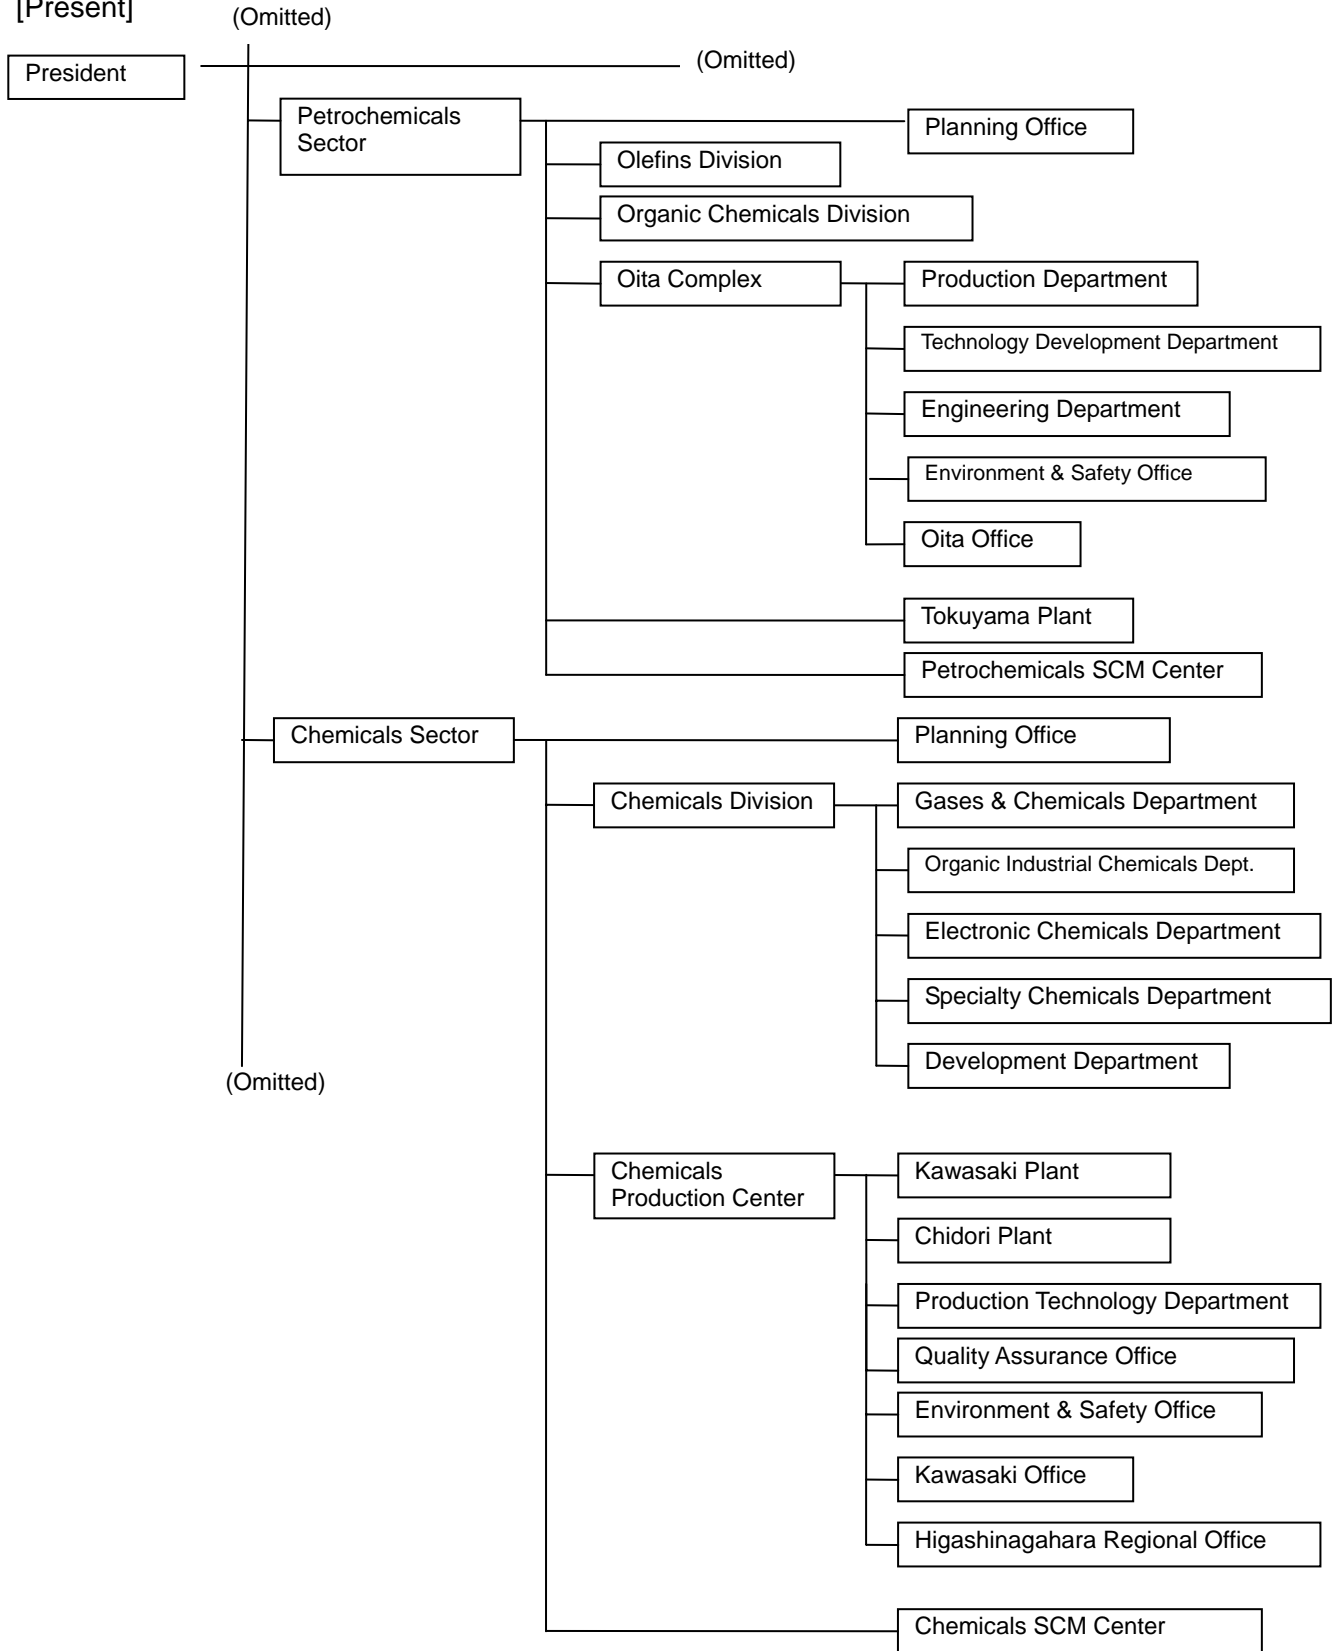 [Present]
(Omitted)
(Omitted)
President
Petrochemicals
Sector
Planning Office
Olefins Division
Organic Chemicals Division
Oita Complex
Production Department
Technology Development Department
Engineering Department
Environment & Safety Office
Oita Office
Tokuyama Plant
Petrochemicals SCM Center
Chemicals Sector
Planning Office
Chemicals Division
Gases & Chemicals Department
Organic Industrial Chemicals Dept.
Electronic Chemicals Department
Specialty Chemicals Department
Development Department
(Omitted)
Chemicals
Production Center
Kawasaki Plant
Chidori Plant
Production Technology Department
Quality Assurance Office
Environment & Safety Office
Kawasaki Office
Higashinagahara Regional Office
Chemicals SCM Center